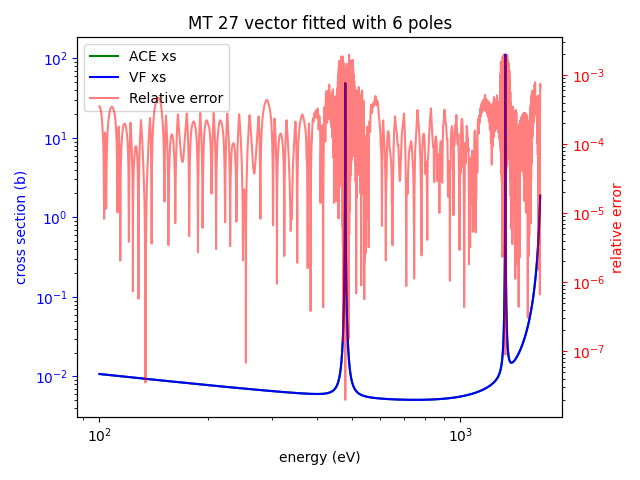 MT 27 vector fitted with 6 poles
ACE xs
VF xs
Relative error
10²
10¹
10⁰
10⁻¹
10⁻²
cross section (b)
10⁻³
10⁻⁴
10⁻⁵
10⁻⁶
10⁻⁷
relative error
10²
10³
energy (eV)